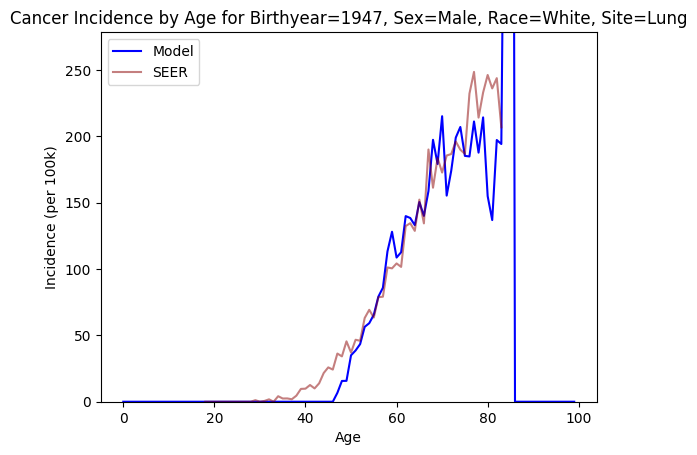 Cancer Incidence by Age for Birthyear=1947, Sex=Male, Race=White, Site=Lung
Model
SEER
250
200
150
100
50
0
Incidence (per 100k)
0 20 40 60 80 100
Age